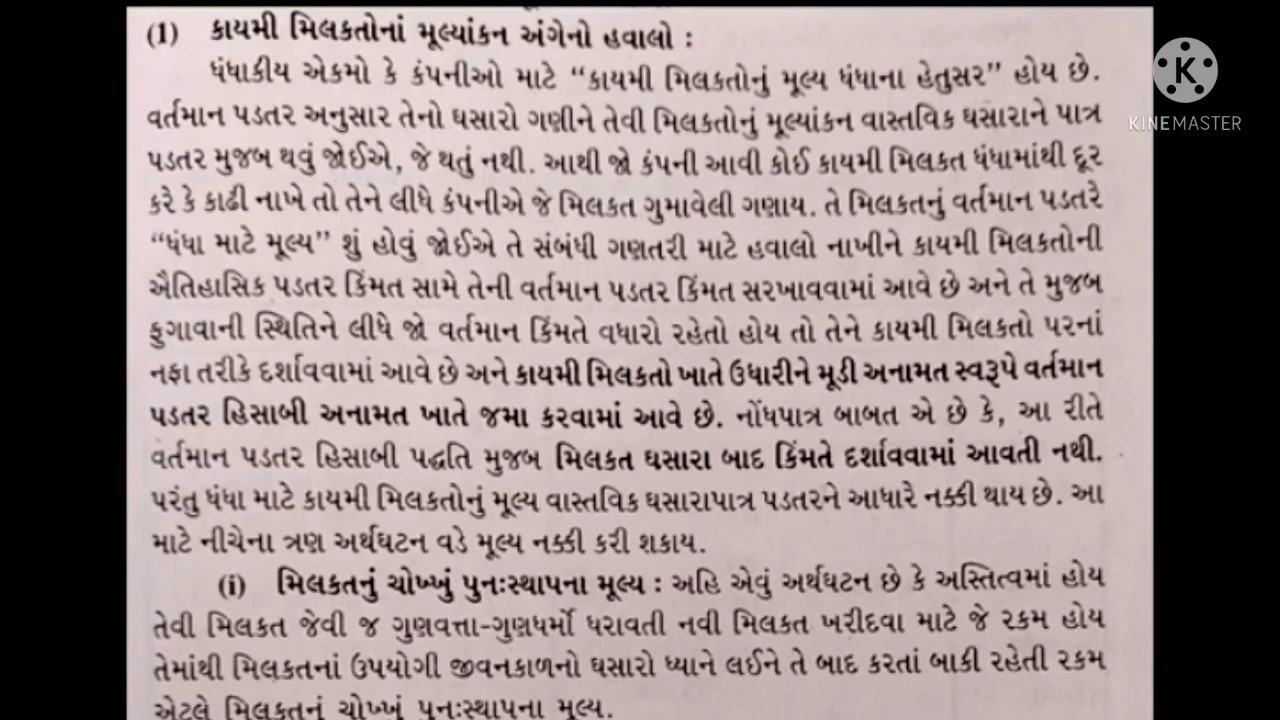 (1) કાયમી મિલકતોનાં મૂલ્યાંકન અંગેનો હવાલો :
ધંધાકીય એકમો કે કંપનીઓ માટે “કાયમી મિલકતોનું મૂલ્ય ધંધાના હેતુસર” હોય છે.
વર્તમાન પડતર અનુસાર તેનો ઘસારો ગણીને તેવી મિલકતોનું મૂલ્યાંકન વાસ્તવિક ઘસારાને પાત્ર
પડતર મુજબ થવું જોઈએ, જે થતું નથી. આથી જો કંપની આવી કોઈ કાયમી મિલકત ધંધામાંથી દૂર
કરે કે કાઢી નાખે તો તેને લીધે કંપનીએ જે મિલકત ગુમાવેલી ગણાય. તે મિલકતનું વર્તમાન પડતરે
“ધંધા માટે મૂલ્ય” શું હોવું જોઈએ તે સંબંધી ગણતરી માટે હવાલો નાખીને કાયમી મિલકતોની
ઐતિહાસિક પડતર કિંમત સામે તેની વર્તમાન પડતર કિંમત સરખાવવામાં આવે છે અને તે મુજબ
ફુગાવાની સ્થિતિને લીધે જો વર્તમાન કિંમતે વધારો રહેતો હોય તો તેને કાયમી મિલકતો પરનાં
નફા તરીકે દર્શાવવામાં આવે છે અને કાયમી મિલકતો ખાતે ઉધારીને મૂડી અનામત સ્વરૂપે વર્તમાન
પડતર હિસાબી અનામત ખાતે જમા કરવામાં આવે છે. નોંધપાત્ર બાબત એ છે કે, આ રીતે
વર્તમાન પડતર હિસાબી પદ્ધતિ મુજબ મિલકત ઘસારા બાદ કિંમતે દર્શાવવામાં આવતી નથી.
પરંતુ ધંધા માટે કાયમી મિલકતોનું મૂલ્ય વાસ્તવિક ઘસારાપાત્ર પડતરને આધારે નક્કી થાય છે. આ
માટે નીચેના ત્રણ અર્થઘટન વડે મૂલ્ય નક્કી કરી શકાય.
(i) મિલકતનું ચોખ્ખું પુનઃસ્થાપના મૂલ્ય : અહિ એવું અર્થઘટન છે કે અસ્તિત્વમાં હોય
તેવી મિલકત જેવી જ ગુણવત્તા-ગુણધર્મો ધરાવતી નવી મિલકત ખરીદવા માટે જે રકમ હોય
તેમાંથી મિલકતનાં ઉપયોગી જીવનકાળનો ઘસારો ધ્યાને લઈને તે બાદ કરતાં બાકી રહેતી રકમ
એટલે મિલકતનું ચોખ્ખું પુનઃસ્થાપના મૂલ્ય.
K
KINEMASTER